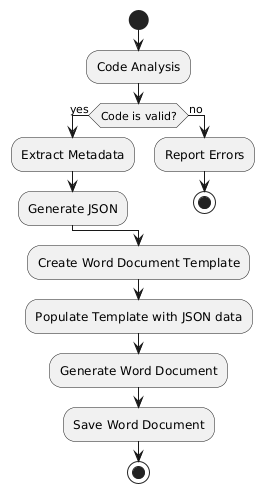 Code Analysis
yes
Code is valid?
no
Extract Metadata
Report Errors
Generate JSON
Create Word Document Template
Populate Template with JSON data
Generate Word Document
Save Word Document